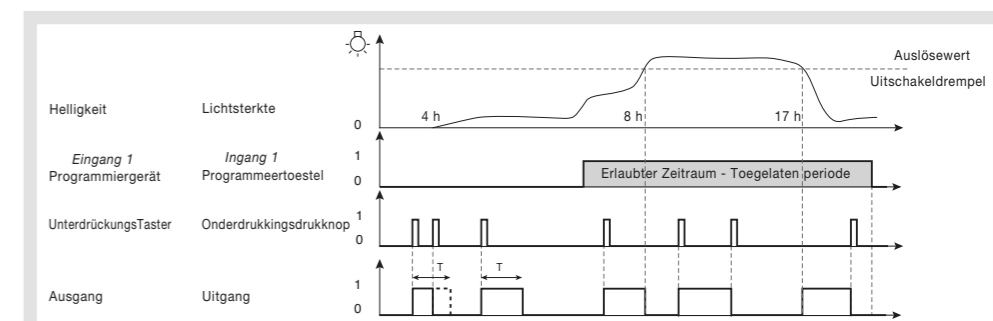 Auslösewert
Uitschakeldrempel
Helligkeit Lichtsterkte 0 4 h 8 h 17 h
Eingang 1 Ingang 1 1
Programmiergerät Programmeertoestel 0 Erlaubter Zeitraum - Toegelaten periode
UnterdrückungsTaster Onderdrukkingsdrukknop 1
0
T T
Ausgang Uitgang 1
0